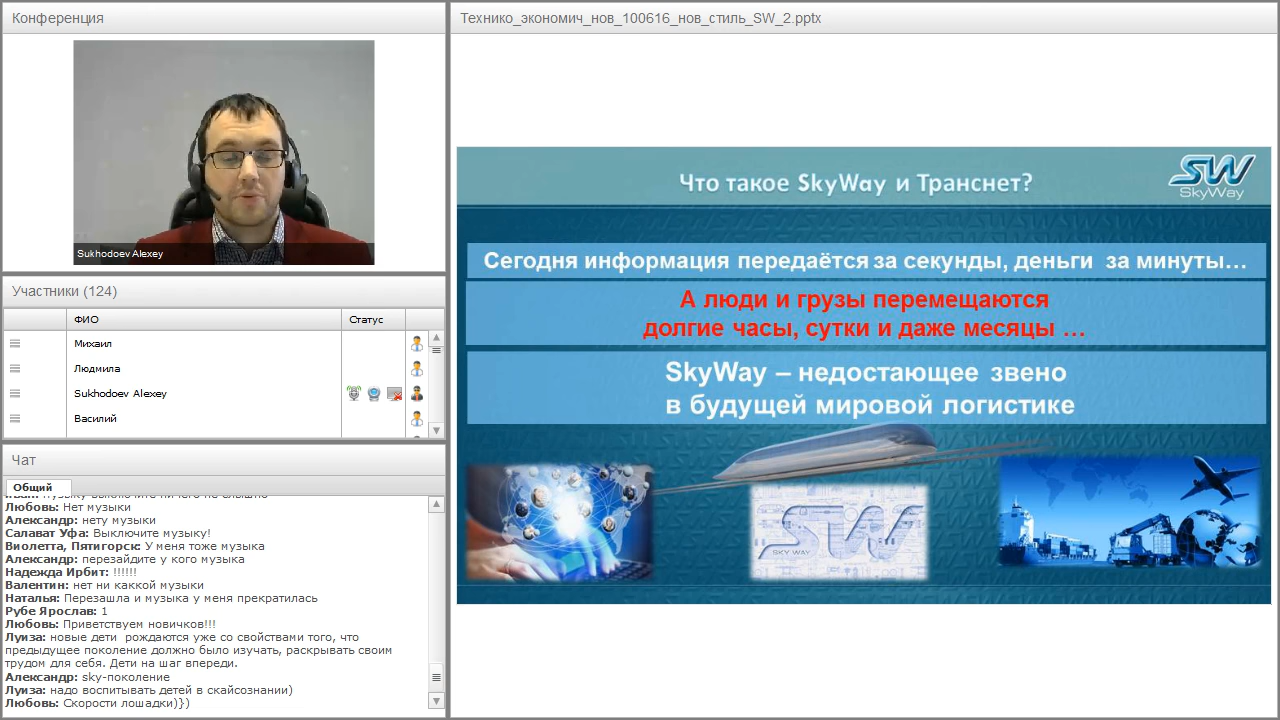 Конференция
Sukhodoev Alexey
Участники (124)
ФИО
Статус
Михаил
Людмила
Sukhodoev Alexey
Василий
Чат
Общий
Любовь: Нет музыки
Александр: нету музыки
Салават Уфа: Выключите музыку!
Виолетта, Пятигорск: У меня тоже музыка
Александр: перезайдите у кого музыка
Надежда Ирбит: !!!!!!
Валентин: нет ни каккой музыки
Наталья: Перезашла и музыка у меня прекратилась
Рубе Ярослав: 1
Любовь: Приветствуем новичков!!!
Луиза: новые дети рождаются уже со свойствами того, что
предыдущее поколение должно было изучать, раскрывать своим
трудом для себя. Дети на шаг впереди.
Александр: sky-поколение
Луиза: надо воспитывать детей в скайсознании)
Любовь: Скорости лошадки)})
Технико_экономич_нов_100616_нов_стиль_SW_2.pptx
Что такое SkyWay и Транснет?
SW
SkyWay
Сегодня информация передаётся за секунды, деньги за минуты…
А люди и грузы перемещаются
долгие часы, сутки и даже месяцы …
SkyWay – недостающее звено
в будущей мировой логистике
SW
SKY WAY